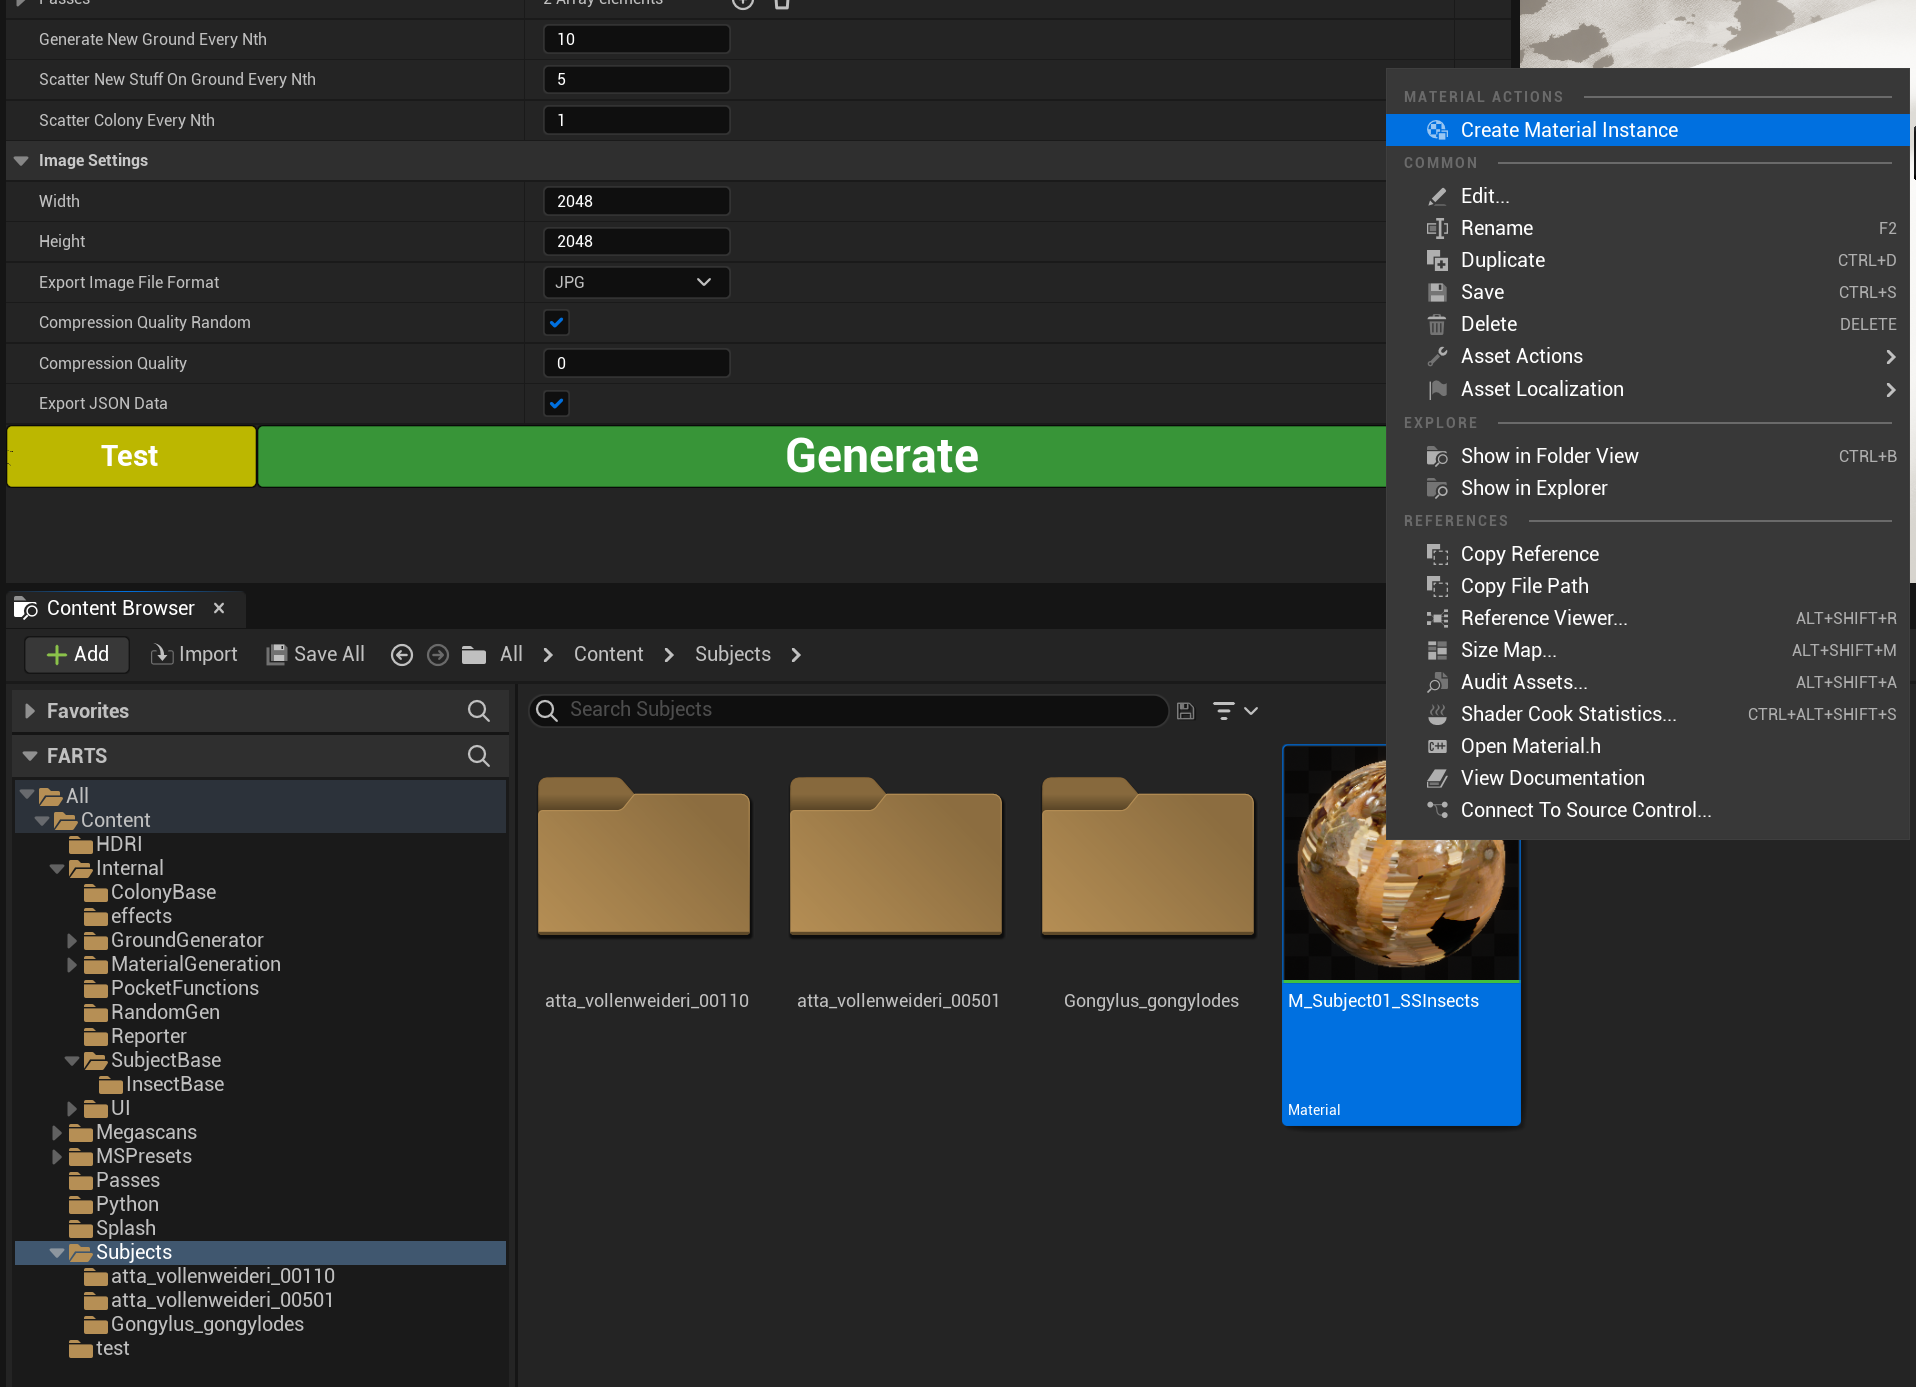 Passes 2 Array elements
Generate New Ground Every Nth 10
Scatter New Stuff On Ground Every Nth 5
Scatter Colony Every Nth 1
Image Settings
Width 2048
Height 2048
Export Image File Format JPG
Compression Quality Random
Compression Quality 0
Export JSON Data
Test Generate
MATERIAL ACTIONS
Create Material Instance
COMMON
Edit...
Rename F2
Duplicate CTRL+D
Save CTRL+S
Delete DELETE
Asset Actions
Asset Localization
EXPLORE
Show in Folder View CTRL+B
Show in Explorer
REFERENCES
Copy Reference
Copy File Path
Reference Viewer... ALT+SHIFT+R
Size Map... ALT+SHIFT+M
Audit Assets... ALT+SHIFT+A
Shader Cook Statistics... CTRL+ALT+SHIFT+S
Open Material.h
View Documentation
Connect To Source Control...
Content Browser
Add Import Save All All Content Subjects
Favorites
FARTS
All
Content
HDRI
Internal
ColonyBase
effects
GroundGenerator
MaterialGeneration
PocketFunctions
RandomGen
Reporter
SubjectBase
InsectBase
UI
Megascans
MSPresets
Passes
Python
Splash
Subjects
atta_vollenweideri_00110
atta_vollenweideri_00501
Gongylus_gongylodes
test
Search Subjects
atta_vollenweideri_00110 atta_vollenweideri_00501 Gongylus_gongylodes M_Subject01_SSInsects
Material